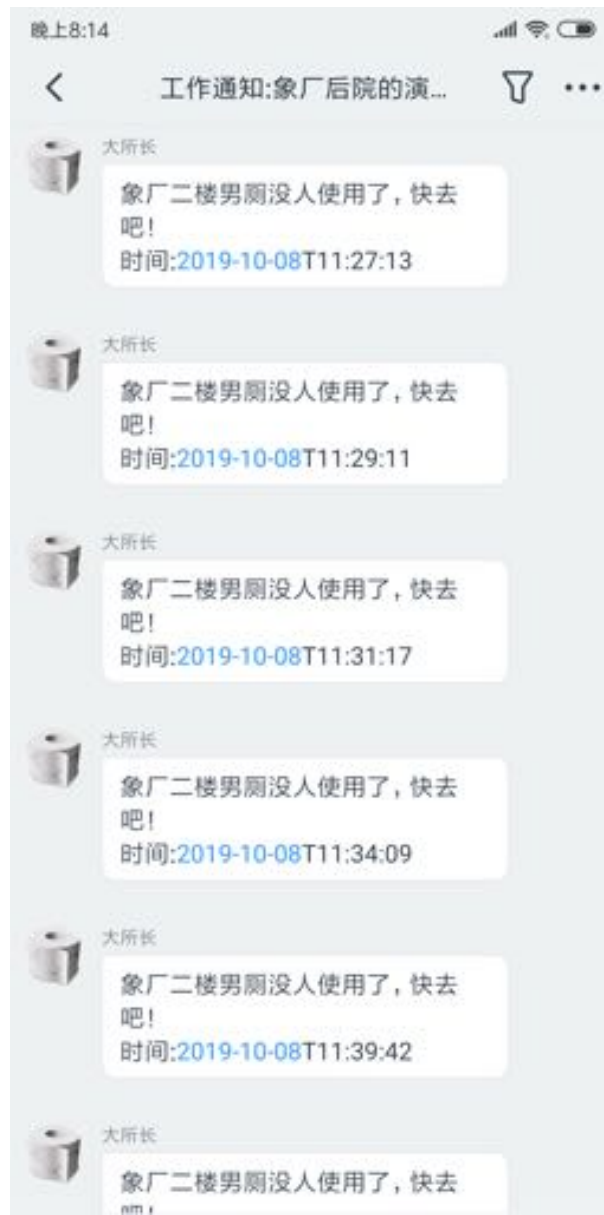 晚上8:14
工作通知:象厂后院的演...
大所长
象厂二楼男厕没人使用了，快去
吧！
时间:2019-10-08T11:27:13
大所长
象厂二楼男厕没人使用了，快去
吧！
时间:2019-10-08T11:29:11
大所长
象厂二楼男厕没人使用了，快去
吧！
时间:2019-10-08T11:31:17
大所长
象厂二楼男厕没人使用了，快去
吧！
时间:2019-10-08T11:34:09
大所长
象厂二楼男厕没人使用了，快去
吧！
时间:2019-10-08T11:39:42
大所长
象厂二楼男厕没人使用了，快去